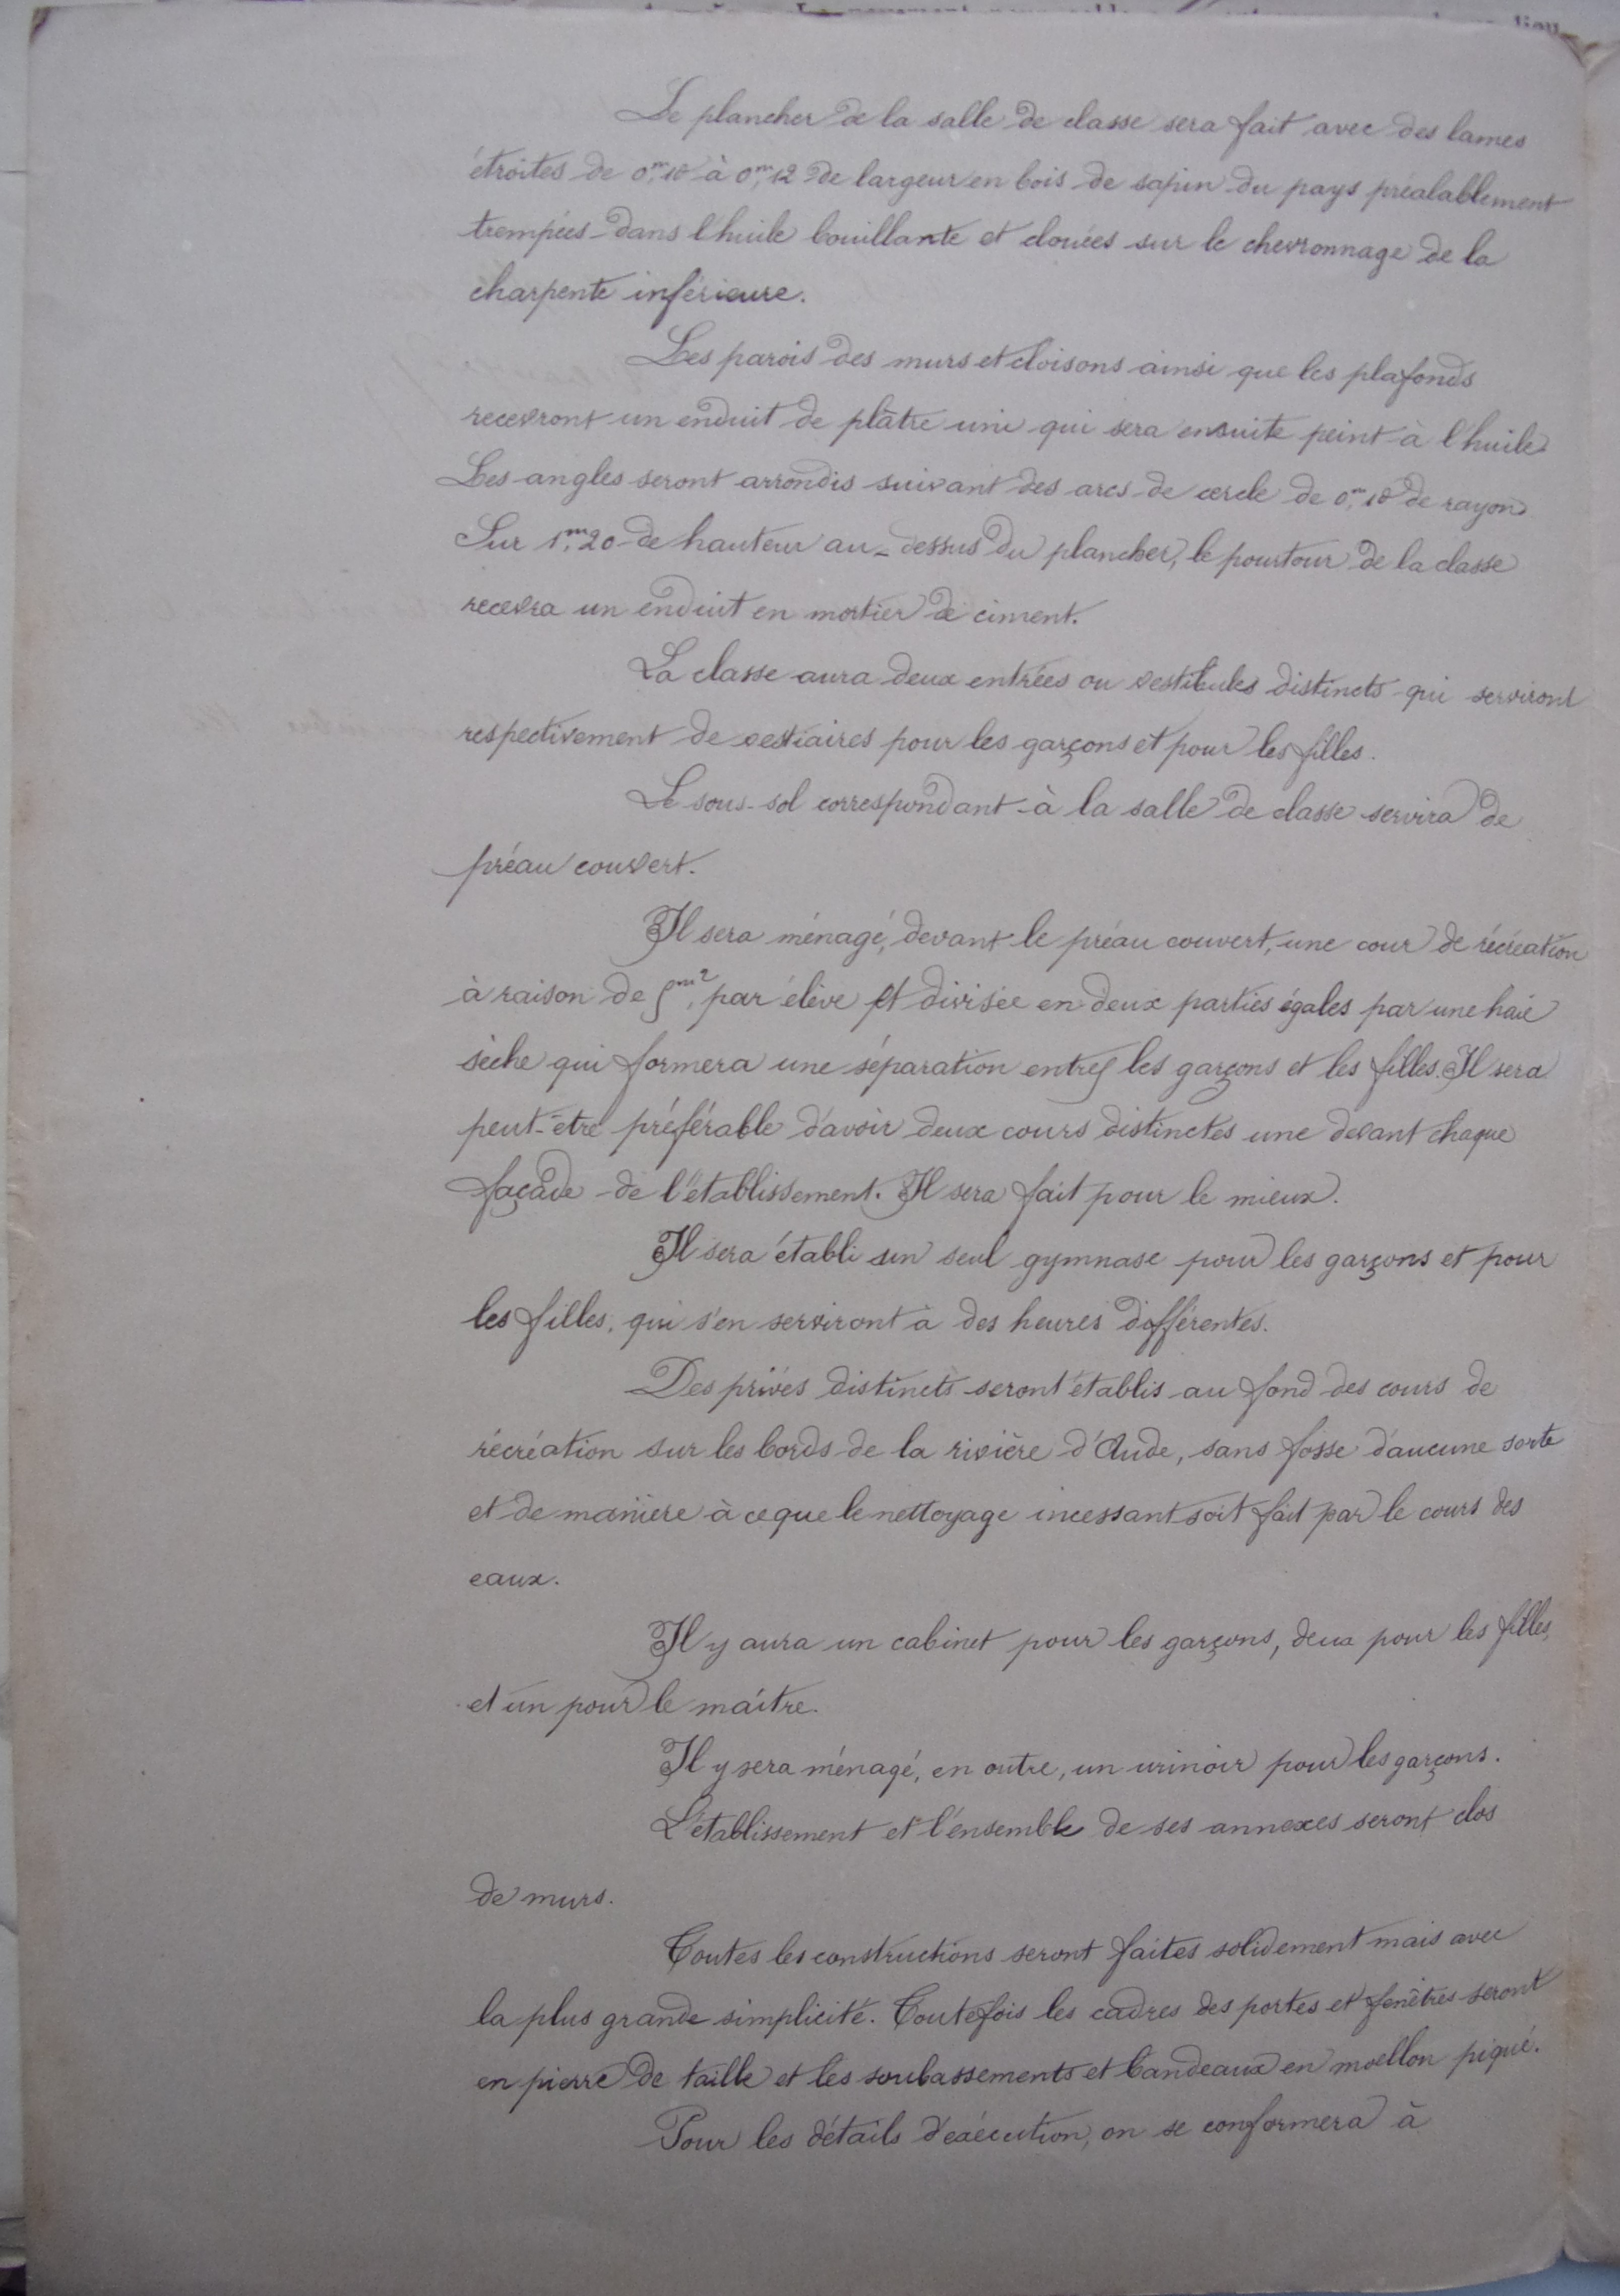 Le plancher de la salle de classe sera fait avec des lames
étroites de 0,m10 à 0,m12 de largeur en bois de sapin du pays préalablement
trempées dans l'huile bouillante et clouées sur le chevronnage de la
charpente inférieure.
Les parois des murs et cloisons ainsi que les plafonds
recevront un enduit de plâtre uni qui sera ensuite peint à l'huile
Les angles seront arrondis suivant des arcs de cercle de 0,m10 de rayon
Sur 1,m20 de hauteur au-dessus du plancher, le pourtour de la classe
recevra un enduit en mortier de ciment.
La classe aura deux entrées ou vestibules distincts qui serviront
respectivement de vestiaires pour les garçons et pour les filles.
Le sous-sol correspondant à la salle de classe servira de
préau couvert.
Il sera ménagé, devant le préau couvert, une cour de récréation
à raison de 5m2, par élève et divisée en deux parties égales par une haie
sèche qui formera une séparation entre les garçons et les filles. Il sera
peut-être préférable d'avoir deux cours distinctes une devant chaque
façade de l'établissement. Il sera fait pour le mieux.
Il sera établi un seul gymnase pour les garçons et pour
les filles, qui s'en serviront à des heures différentes.
Des privés distincts seront établis au fond des cours de
récréation sur les bords de la rivière d'Aude, sans fosse d'aucune sorte
et de manière à ce que le nettoyage incessant soit fait par le cours des
eaux.
Il y aura un cabinet pour les garçons, deux pour les filles,
et un pour le maître.
Il y sera ménagé, en outre, un urinoir pour les garçons.
L'établissement et l'ensemble de ses annexes seront clos
de murs.
Toutes les constructions seront faites solidement mais avec
la plus grande simplicité. Toutefois les cadres des portes et fenêtres seront
en pierre de taille et les soubassements et bandeaux en moellon piqué.
Pour les détails d'exécution, on se conformera à